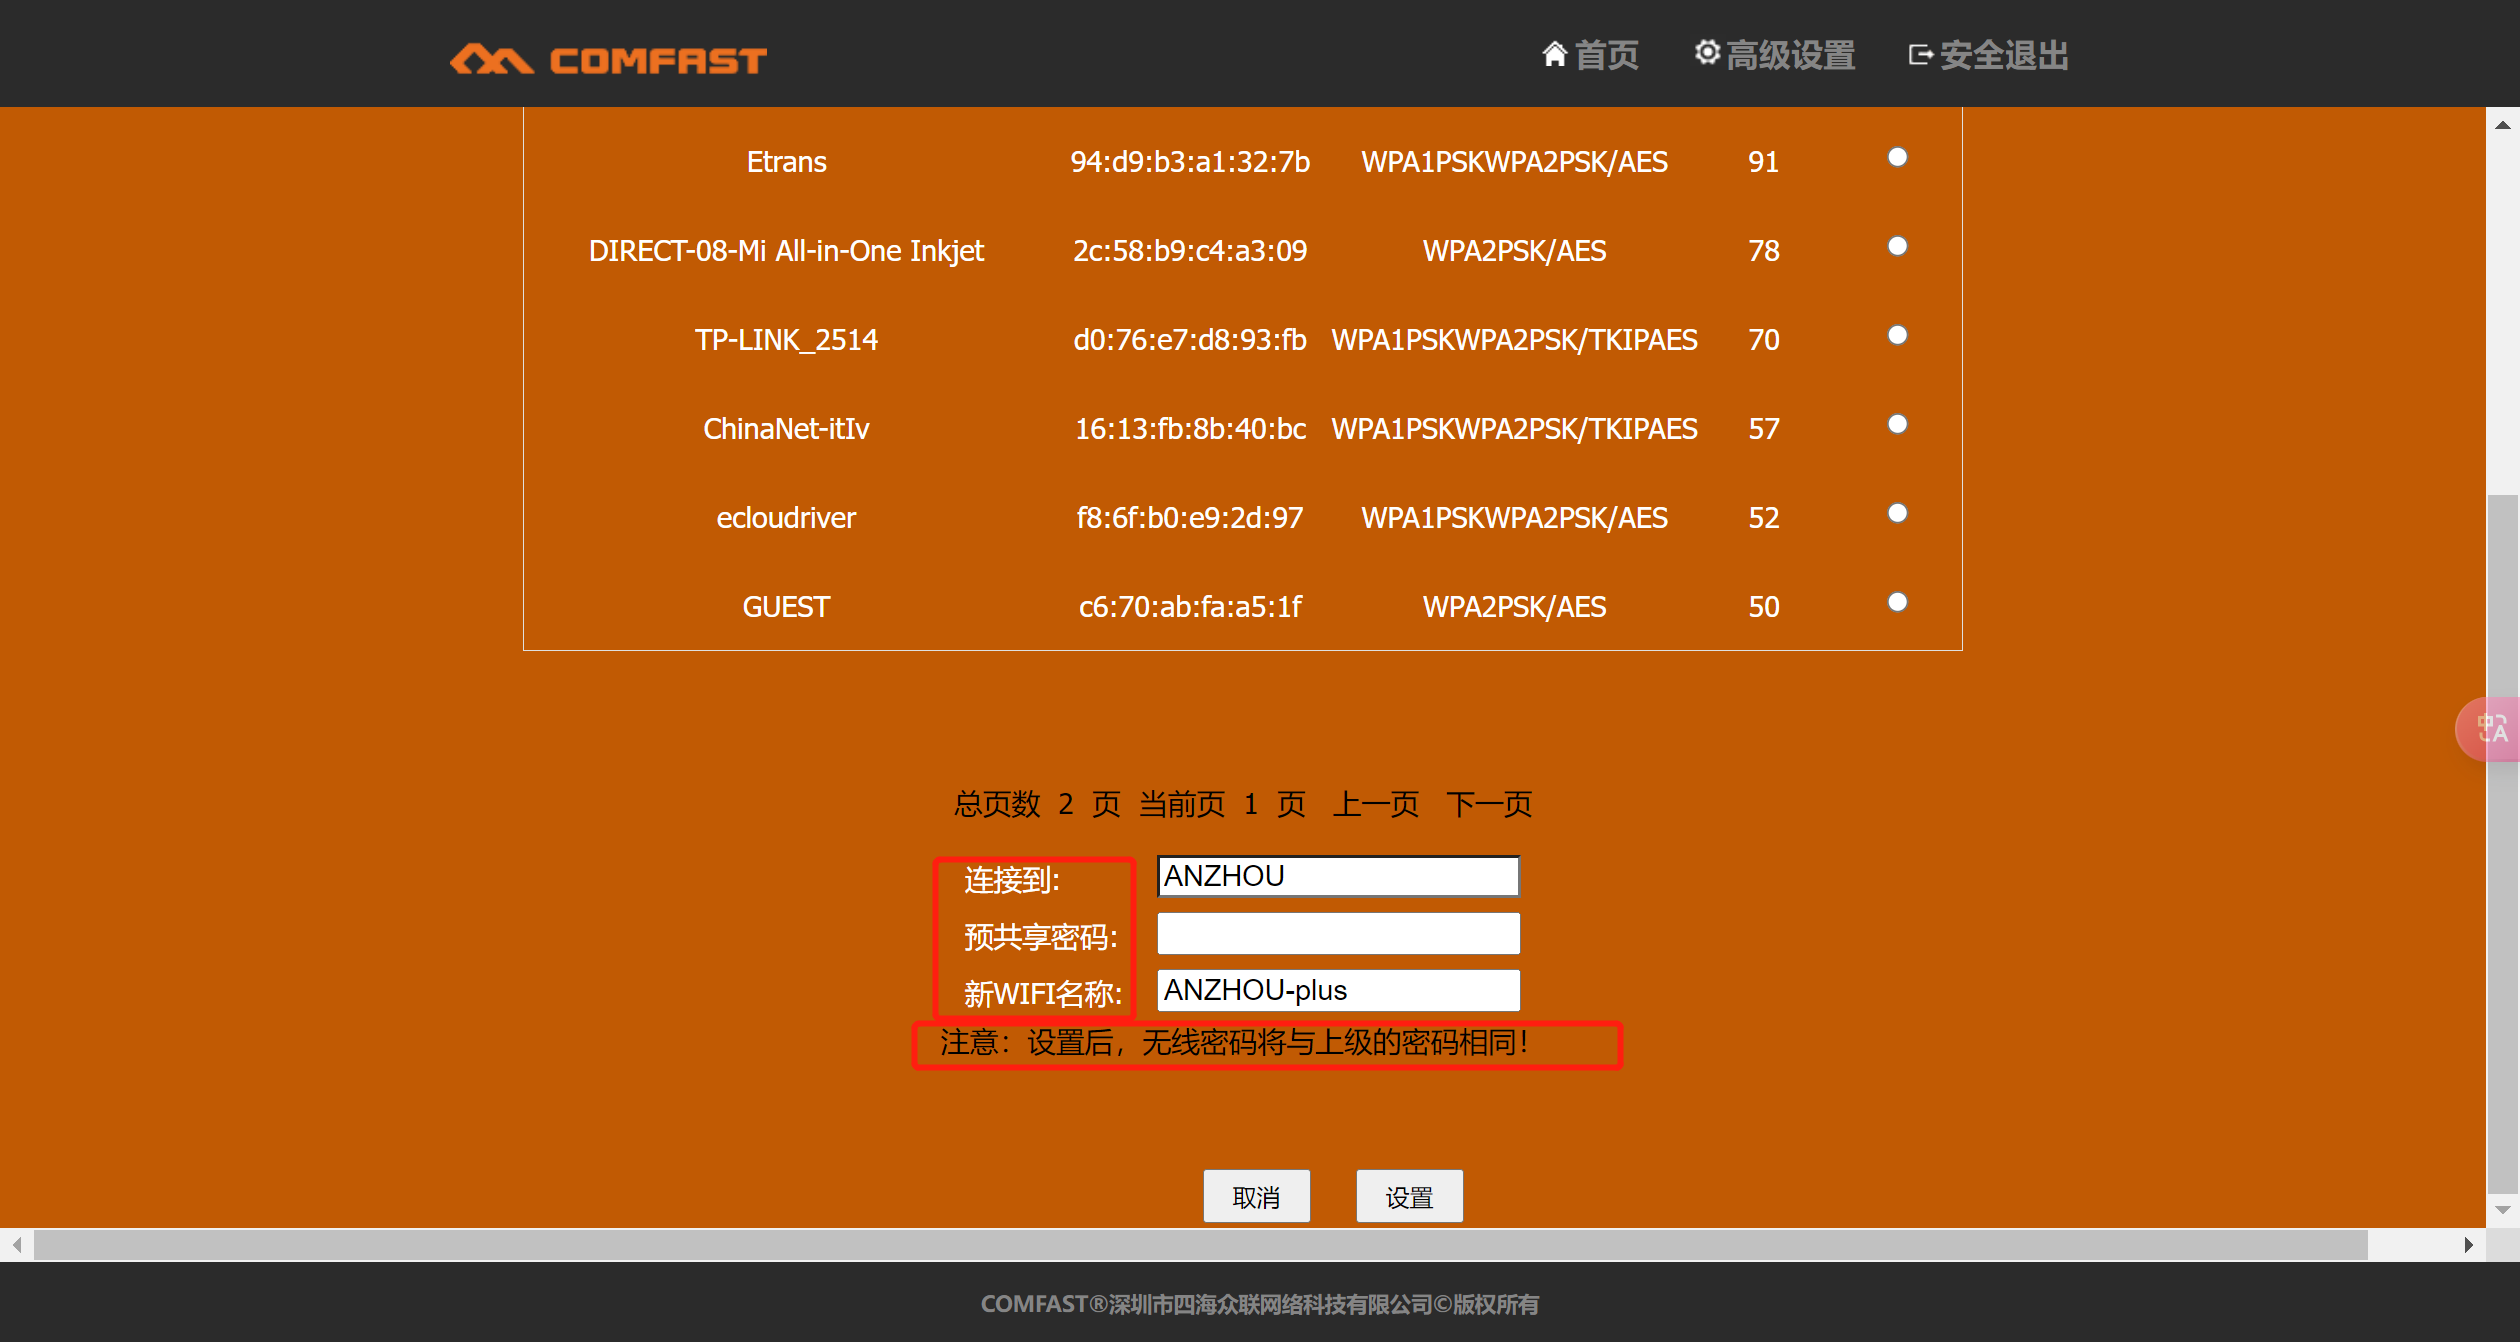 COMFAST
首页 高级设置 安全退出
Etrans 94:d9:b3:a1:32:7b WPA1PSKWPA2PSK/AES 91
DIRECT-08-Mi All-in-One Inkjet 2c:58:b9:c4:a3:09 WPA2PSK/AES 78
TP-LINK_2514 d0:76:e7:d8:93:fb WPA1PSKWPA2PSK/TKIPAES 70
ChinaNet-itIv 16:13:fb:8b:40:bc WPA1PSKWPA2PSK/TKIPAES 57
ecloudriver f8:6f:b0:e9:2d:97 WPA1PSKWPA2PSK/AES 52
GUEST c6:70:ab:fa:a5:1f WPA2PSK/AES 50
中A
总页数 2 页 当前页 1 页 上一页 下一页
连接到: ANZHOU
预共享密码:
新WIFI名称: ANZHOU-plus
注意：设置后，无线密码将与上级的密码相同！
取消 设置
COMFAST®深圳市四海众联网络科技有限公司©版权所有